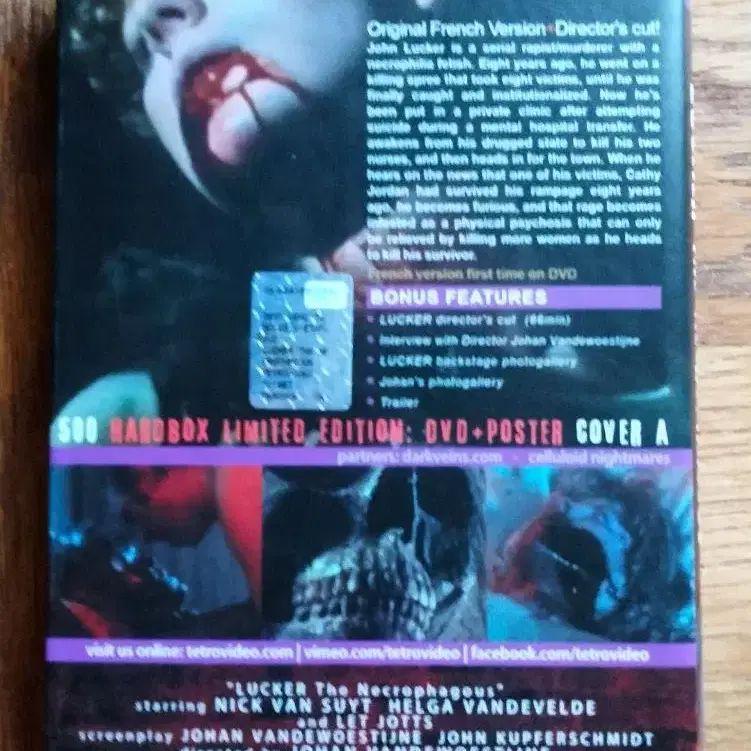 Original French Version•Director's cut!
John Lucker is a serial rapist/murderer with a
necrophilia fetish. Eight years ago, he went on a
killing spree that took eight victims, until he was
finally caught and institutionalized. Now he's
been put in a private clinic after attempting
suicide during a mental hospital transfer. He
awakens from his drugged state to kill his two
nurses, and then heads in for the town. When he
hears on the news that one of his victims, Cathy
Jordan had survived his rampage eight years
ago, he becomes furious, and that rage becomes
as a physical psychosis that can only
be relieved by killing more women as he heads
to kill his survivor.
French version first time on DVD
BONUS FEATURES
LUCKER director's cut (66min)
Interview with Director Johan Vandewoestijne
LUCKER backstage photogallery
Johan's photogallery
Trailer
500 HARDBOX LIMITED EDITION: DVD+POSTER COVER A
partners: darkveins.com - celluloid nightmares
visit us online: tetrovideo.com | vimeo.com/tetrovideo | facebook.com/tetrovideo
"LUCKER The Necrophagous"
starring NICK VAN SUYT HELGA VANDEVELDE
and LET JOTTS
screenplay JOHAN VANDEWOESTIJNE JOHN KUPFERSCHMIDT
directed by JOHAN VANDEWOESTIJNE